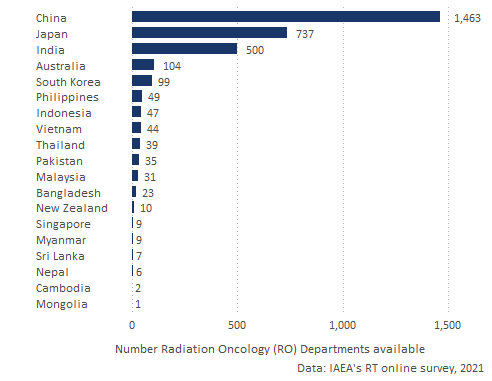 China 1,463
Japan 737
India 500
Australia 104
South Korea 99
Philippines 49
Indonesia 47
Vietnam 44
Thailand 39
Pakistan 35
Malaysia 31
Bangladesh 23
New Zealand 10
Singapore 9
Myanmar 9
Sri Lanka 7
Nepal 6
Cambodia 2
Mongolia 1
0 500 1,000 1,500
Number Radiation Oncology (RO) Departments available
Data: IAEA's RT online survey, 2021